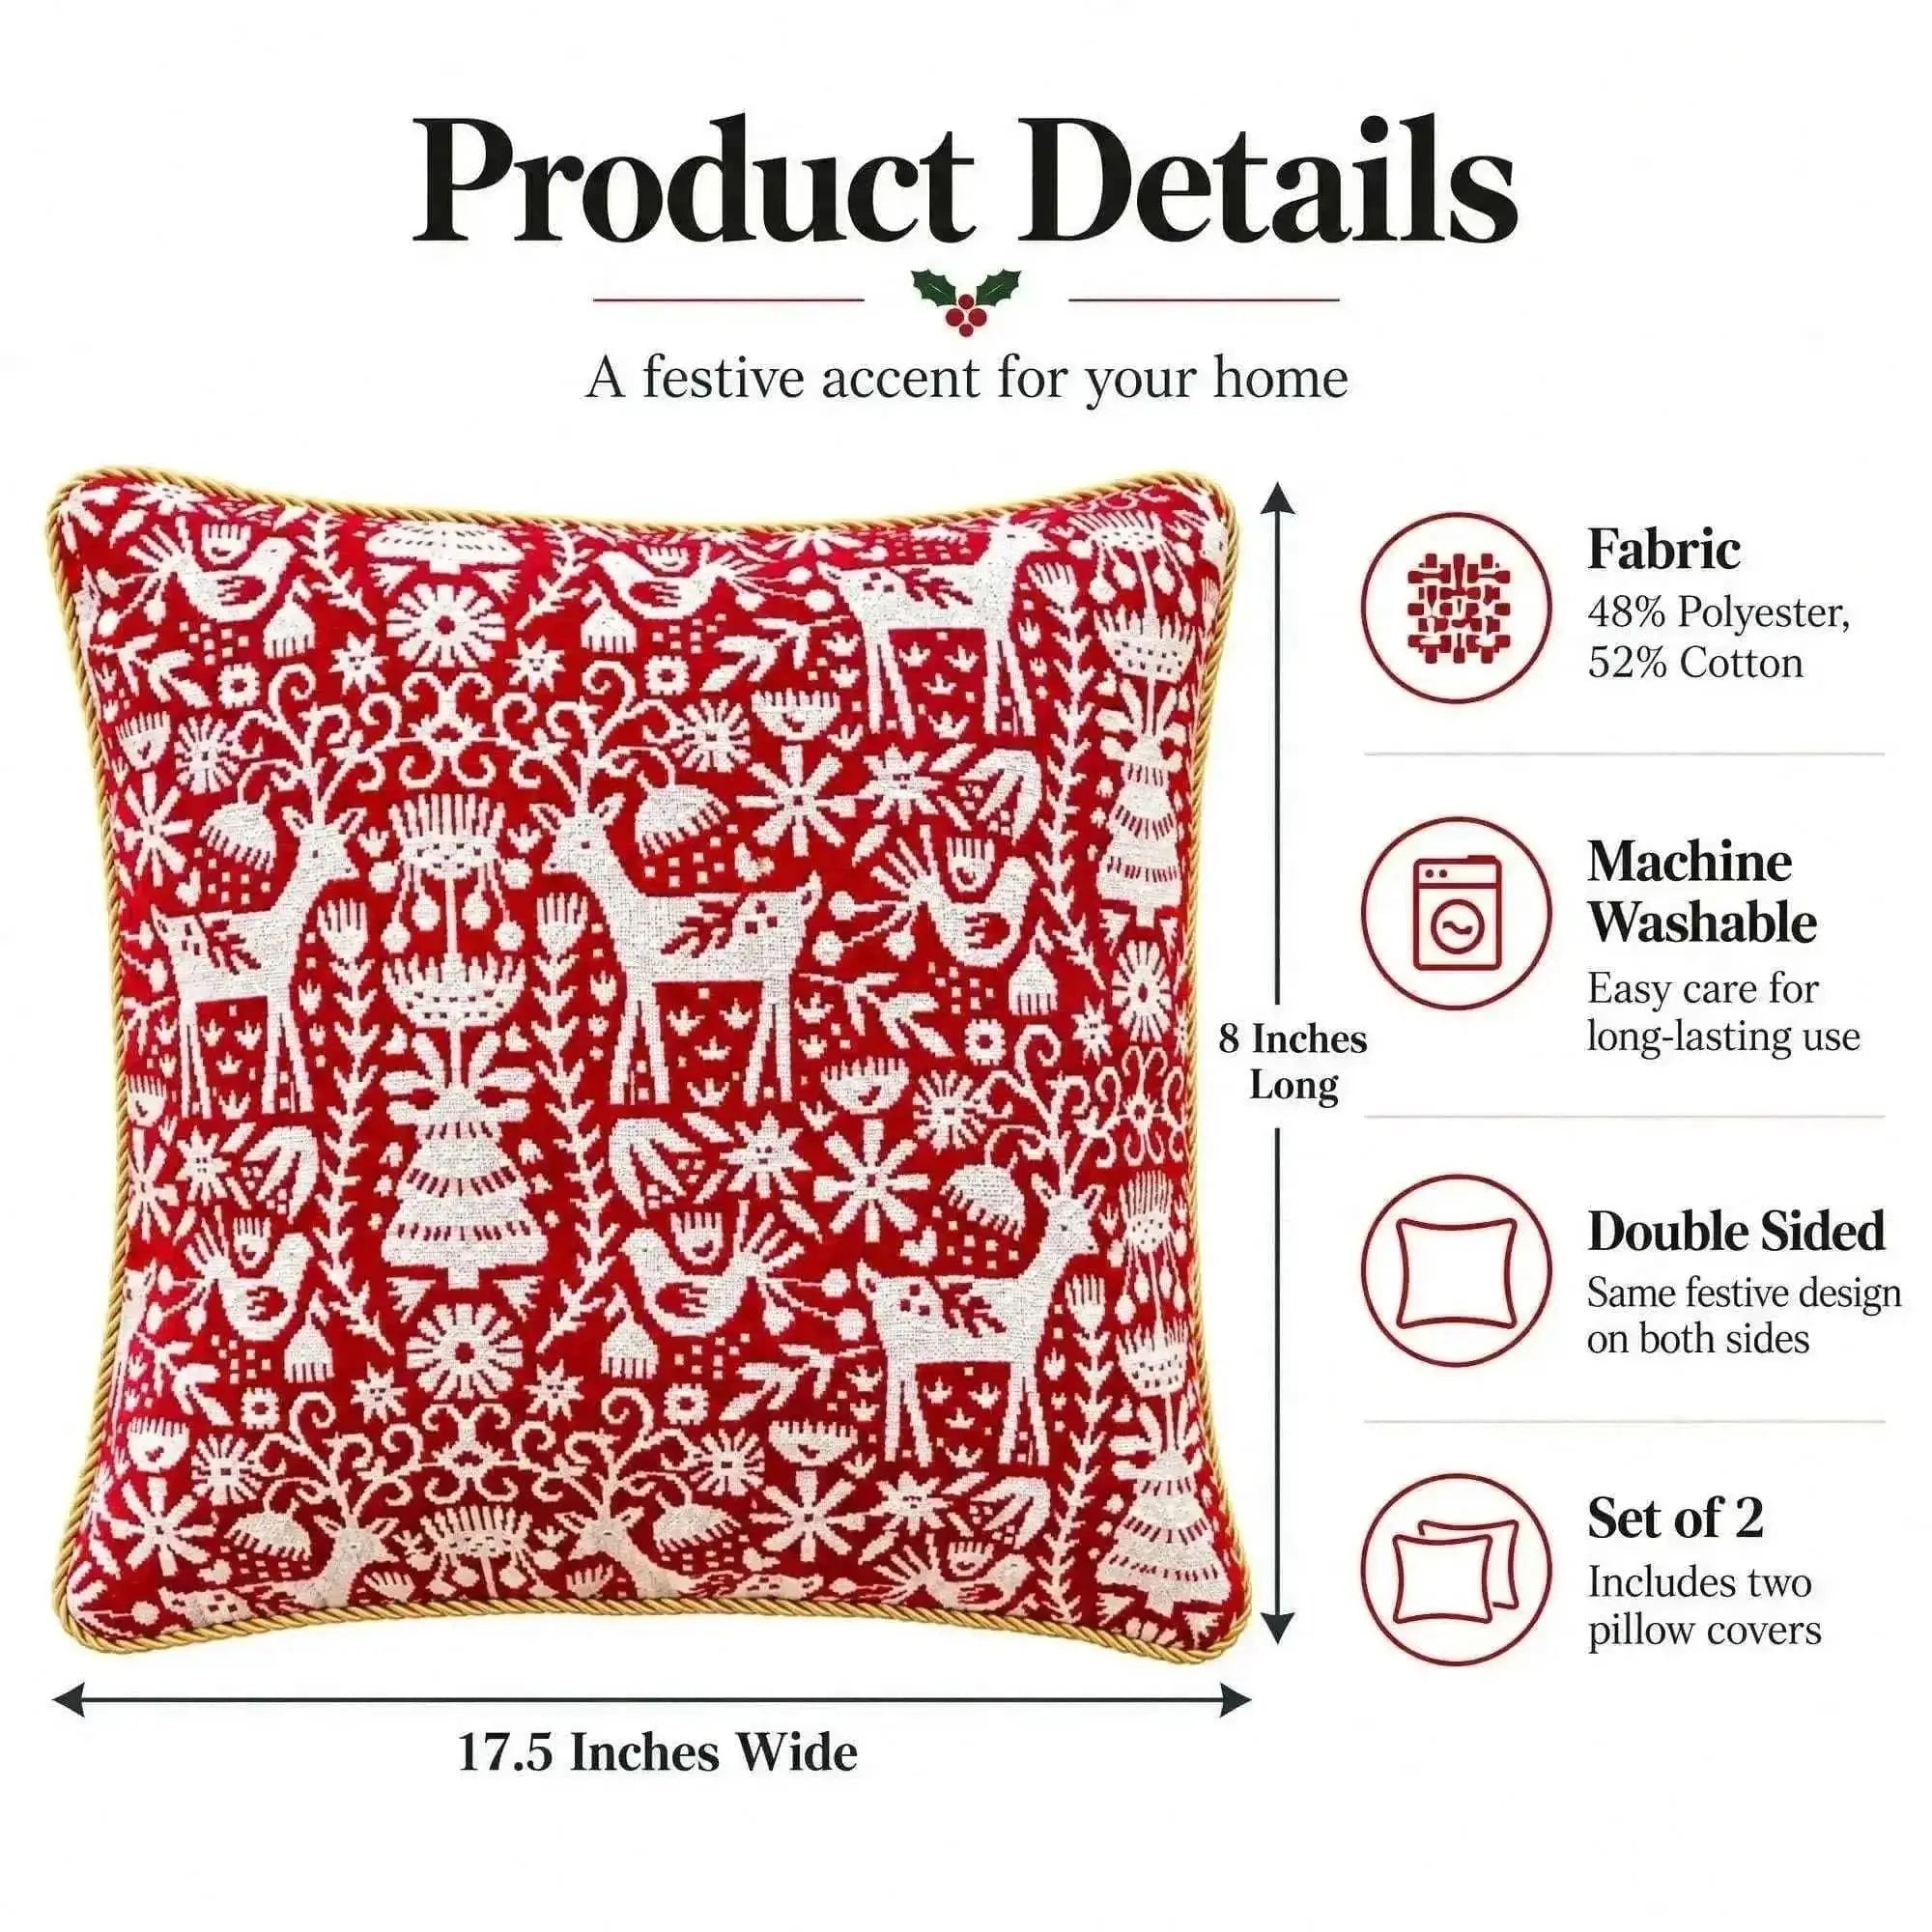 Product Details
A festive accent for your home
Fabric
48% Polyester,
52% Cotton
Machine
Washable
Easy care for
long-lasting use
8 Inches
Long
Double Sided
Same festive design
on both sides
Set of 2
Includes two
pillow covers
17.5 Inches Wide